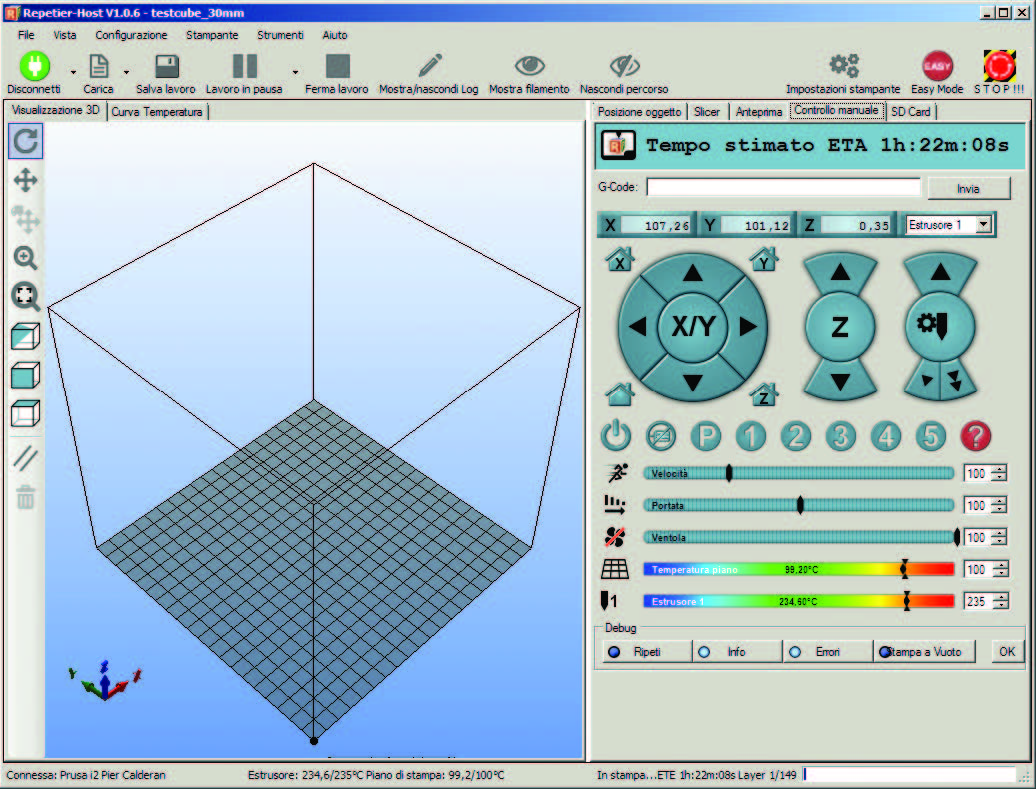 Repetier-Host V1.0.6 - testcube_30mm
File Vista Configurazione Stampante Strumenti Aiuto
Disconnetti Carica Salva lavoro Lavoro in pausa Ferma lavoro Mostra/nascondi Log Mostra filamento Nascondi percorso Impostazioni stampante Easy Mode S T O P !!!
EASY
Visualizzazione 3D Curva Temperatura
Posizione oggetto Slicer Anteprima Controllo manuale SD Card
Tempo stimato ETA 1h:22m:08s
G-Code: Invia
X 107,26 Y 101,12 Z 0,35 Estrusore 1
X Y
X/Y Z
Z
P 1 2 3 4 5 ?
Velocità 100
Portata 100
Ventola 100
Temperatura piano 99,20°C 100
1 Estrusore 1 234,60°C 235
Debug
Ripeti Info Errori Stampa a Vuoto OK
Y Z X
Connessa: Prusa i2 Pier Calderan Estrusore: 234,6/235°C Piano di stampa: 99,2/100°C In stampa...ETE 1h:22m:08s Layer 1/149